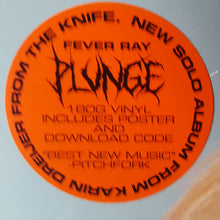 FROM THE KNIFE. NEW SOLO ALBUM FROM KARIN DREIJER
FEVER RAY
PLUNGE
180G VINYL
INCLUDES POSTER
AND
DOWNLOAD CODE
"BEST NEW MUSIC"
-PITCHFORK